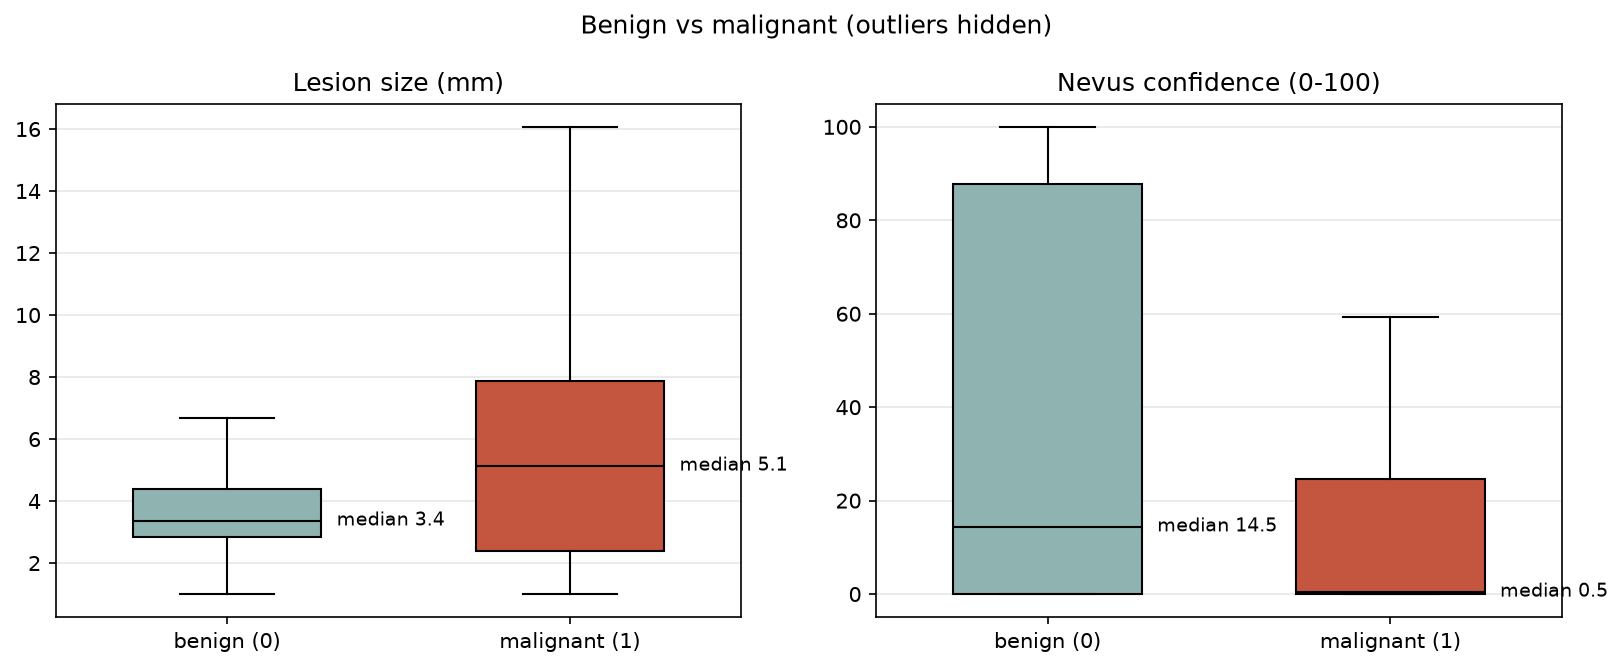 Benign vs malignant (outliers hidden)
Lesion size (mm)
16
14
12
10
8
6
4
2
median 3.4
median 5.1
benign (0)
malignant (1)
Nevus confidence (0-100)
100
80
60
40
20
0
median 14.5
median 0.5
benign (0)
malignant (1)